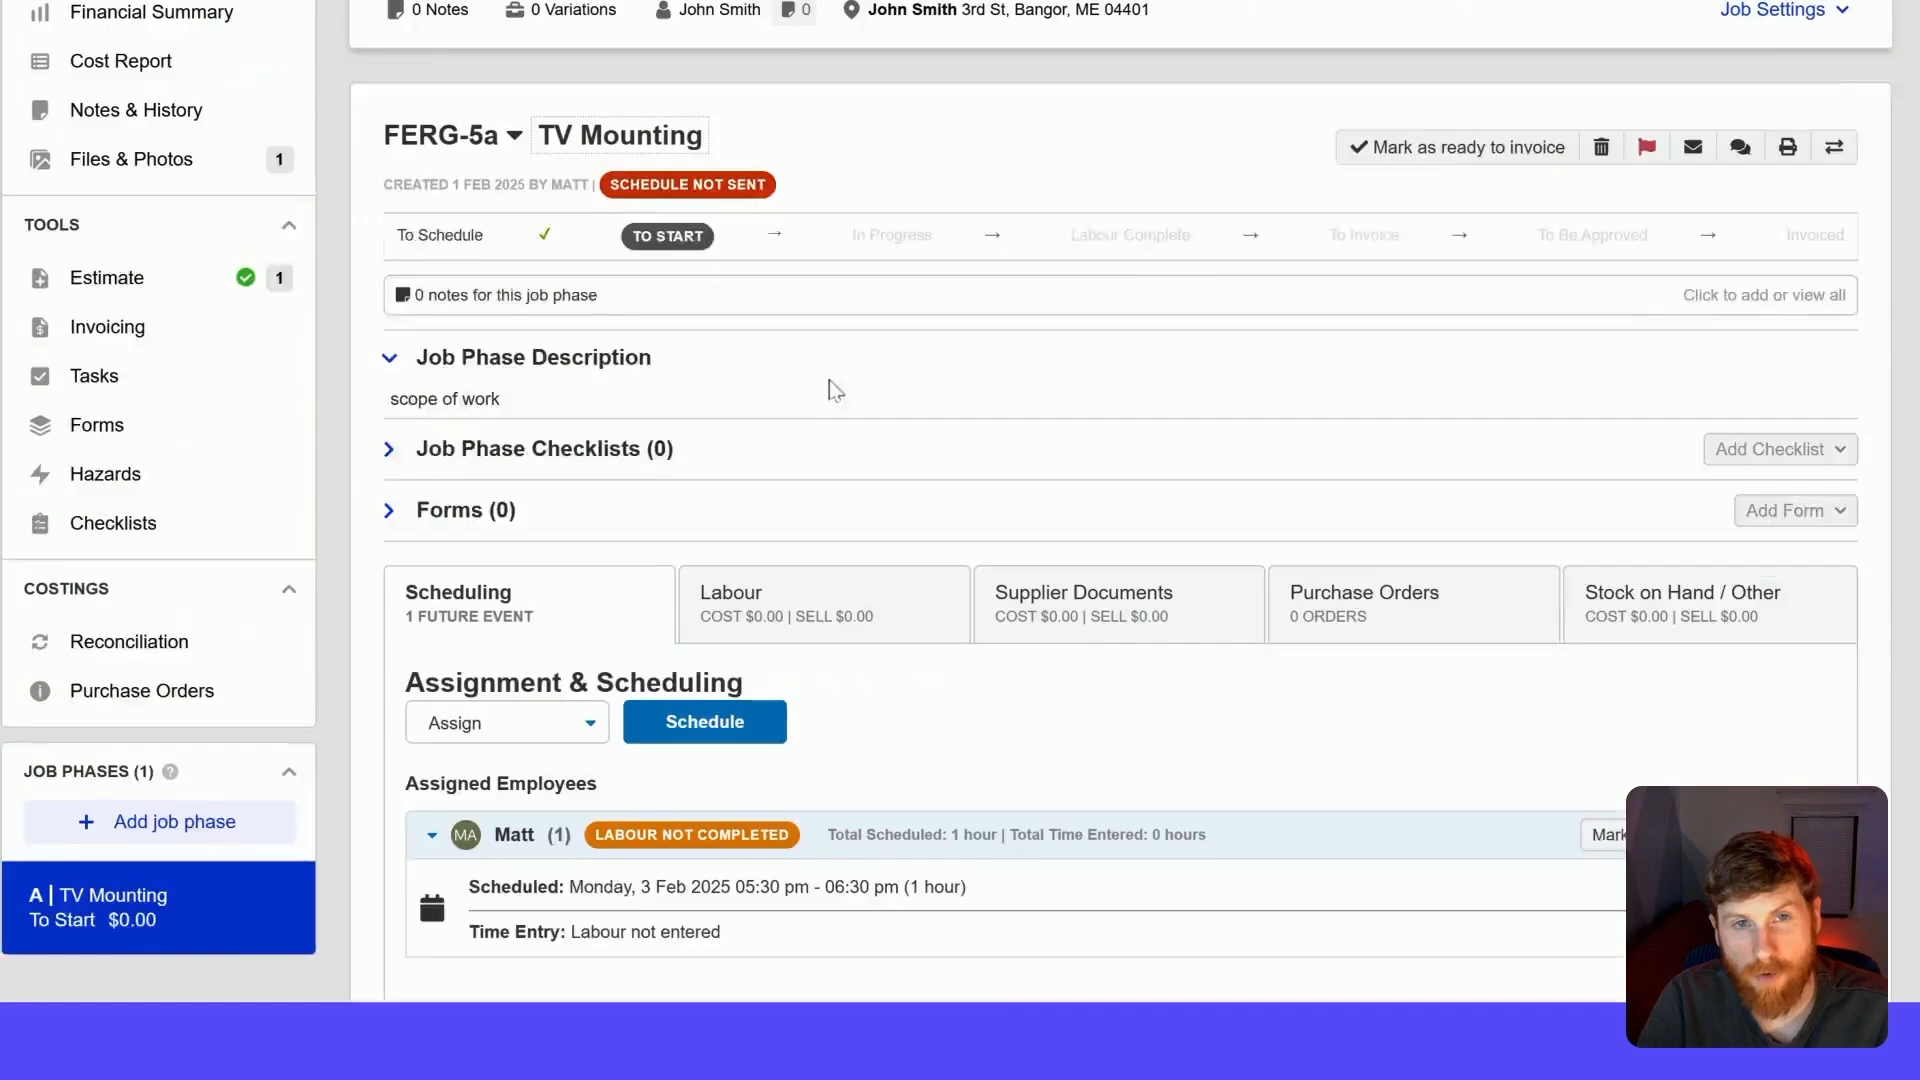 Financial Summary
Cost Report
Notes & History
Files & Photos 1
TOOLS
Estimate 1
Invoicing
Tasks
Forms
Hazards
Checklists
COSTINGS
Reconciliation
Purchase Orders
JOB PHASES (1) ?
+ Add job phase
A | TV Mounting
To Start $0.00
0 Notes 0 Variations John Smith 0 John Smith 3rd St, Bangor, ME 04401 Job Settings
FERG-5a TV Mounting
Mark as ready to invoice
CREATED 1 FEB 2025 BY MATT | SCHEDULE NOT SENT
To Schedule ✓ TO START → In Progress → Labour Complete → To Invoice → To Be Approved → Invoiced
0 notes for this job phase Click to add or view all
Job Phase Description
scope of work
Job Phase Checklists (0) Add Checklist
Forms (0) Add Form
Scheduling Labour Supplier Documents Purchase Orders Stock on Hand / Other
1 FUTURE EVENT COST $0.00 | SELL $0.00 COST $0.00 | SELL $0.00 0 ORDERS COST $0.00 | SELL $0.00
Assignment & Scheduling
Assign Schedule
Assigned Employees
MA Matt (1) LABOUR NOT COMPLETED Total Scheduled: 1 hour | Total Time Entered: 0 hours Mark
Scheduled: Monday, 3 Feb 2025 05:30 pm - 06:30 pm (1 hour)
Time Entry: Labour not entered